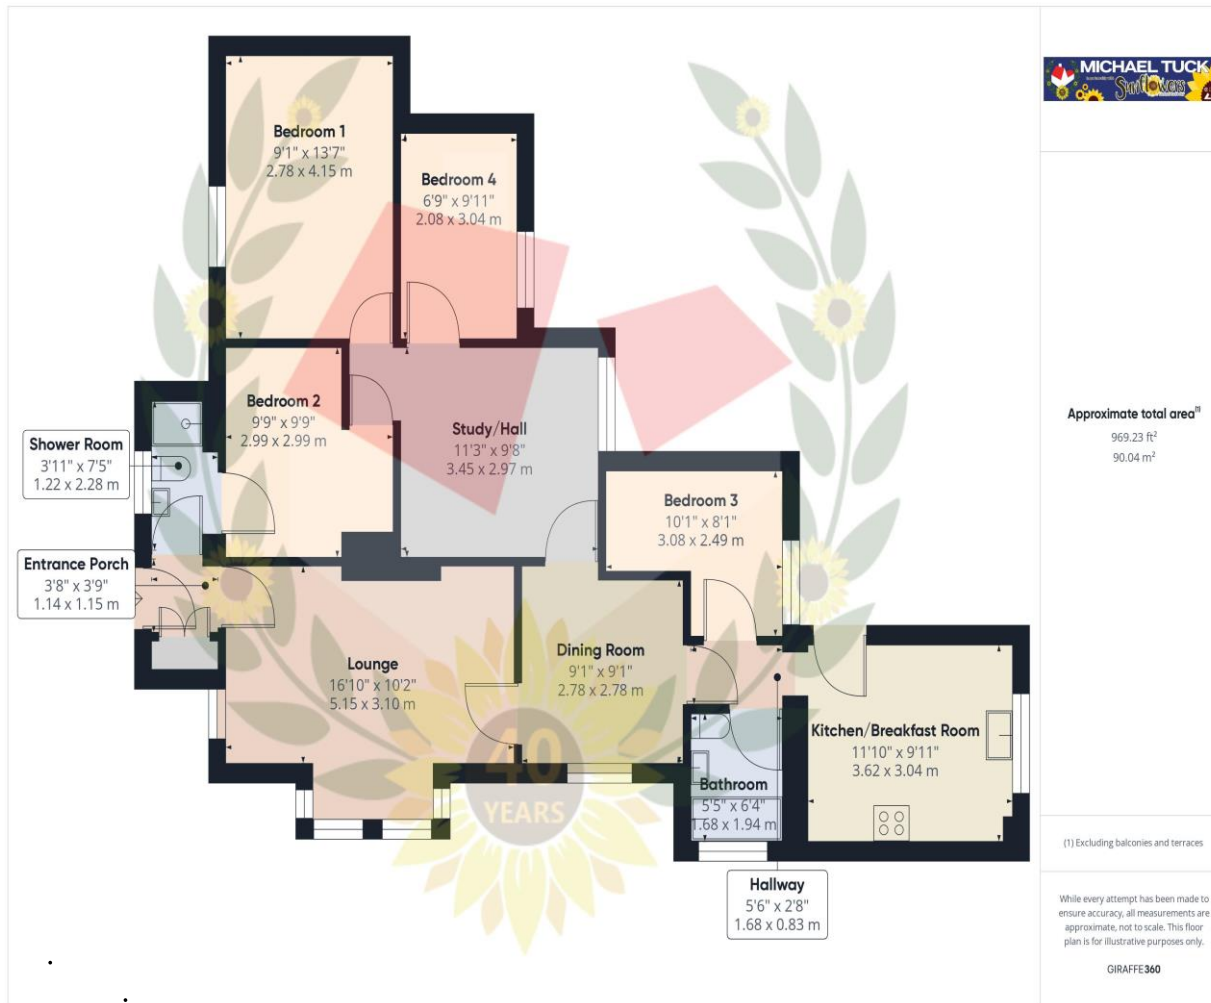 MICHAEL TUCK
Sunflowers
Bedroom 1
9'1" x 13'7"
2.78 x 4.15 m
Bedroom 4
6'9" x 9'11"
2.08 x 3.04 m
Bedroom 2
9'9" x 9'9"
2.99 x 2.99 m
Study/Hall
11'3" x 9'8"
3.45 x 2.97 m
Shower Room
3'11" x 7'5"
1.22 x 2.28 m
Bedroom 3
10'1" x 8'1"
3.08 x 2.49 m
Entrance Porch
3'8" x 3'9"
1.14 x 1.15 m
Lounge
16'10" x 10'2"
5.15 x 3.10 m
Dining Room
9'1" x 9'1"
2.78 x 2.78 m
Kitchen/Breakfast Room
11'10" x 9'11"
3.62 x 3.04 m
Bathroom
5'5" x 6'4"
1.68 x 1.94 m
Hallway
5'6" x 2'8"
1.68 x 0.83 m
40
YEARS
Approximate total area(1)
969.23 ft²
90.04 m²
(1) Excluding balconies and terraces
While every attempt has been made to
ensure accuracy, all measurements are
approximate, not to scale. This floor
plan is for illustrative purposes only.
GIRAFFE360